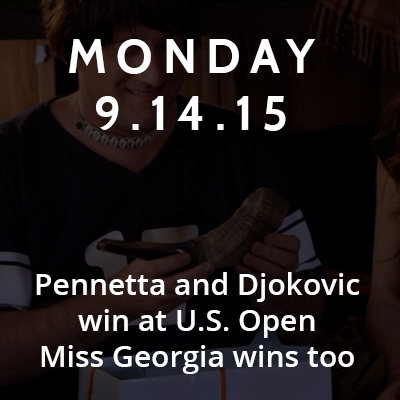 MONDAY
9.14.15
Pennetta and Djokovic
win at U.S. Open
Miss Georgia wins too